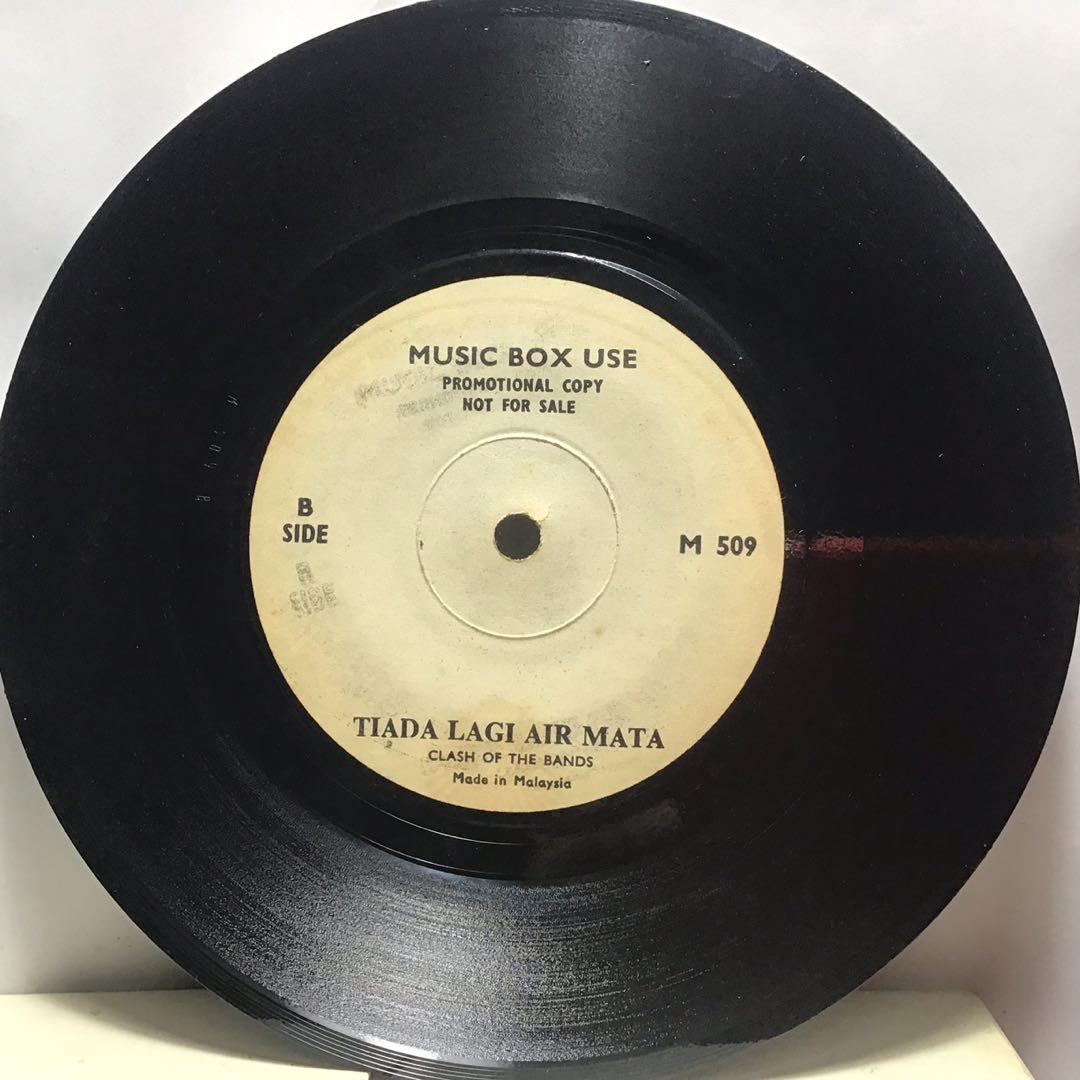 MUSIC BOX USE
PROMOTIONAL COPY
NOT FOR SALE
B
SIDE
M 509
B
SIDE
TIADA LAGI AIR MATA
CLASH OF THE BANDS
Made in Malaysia